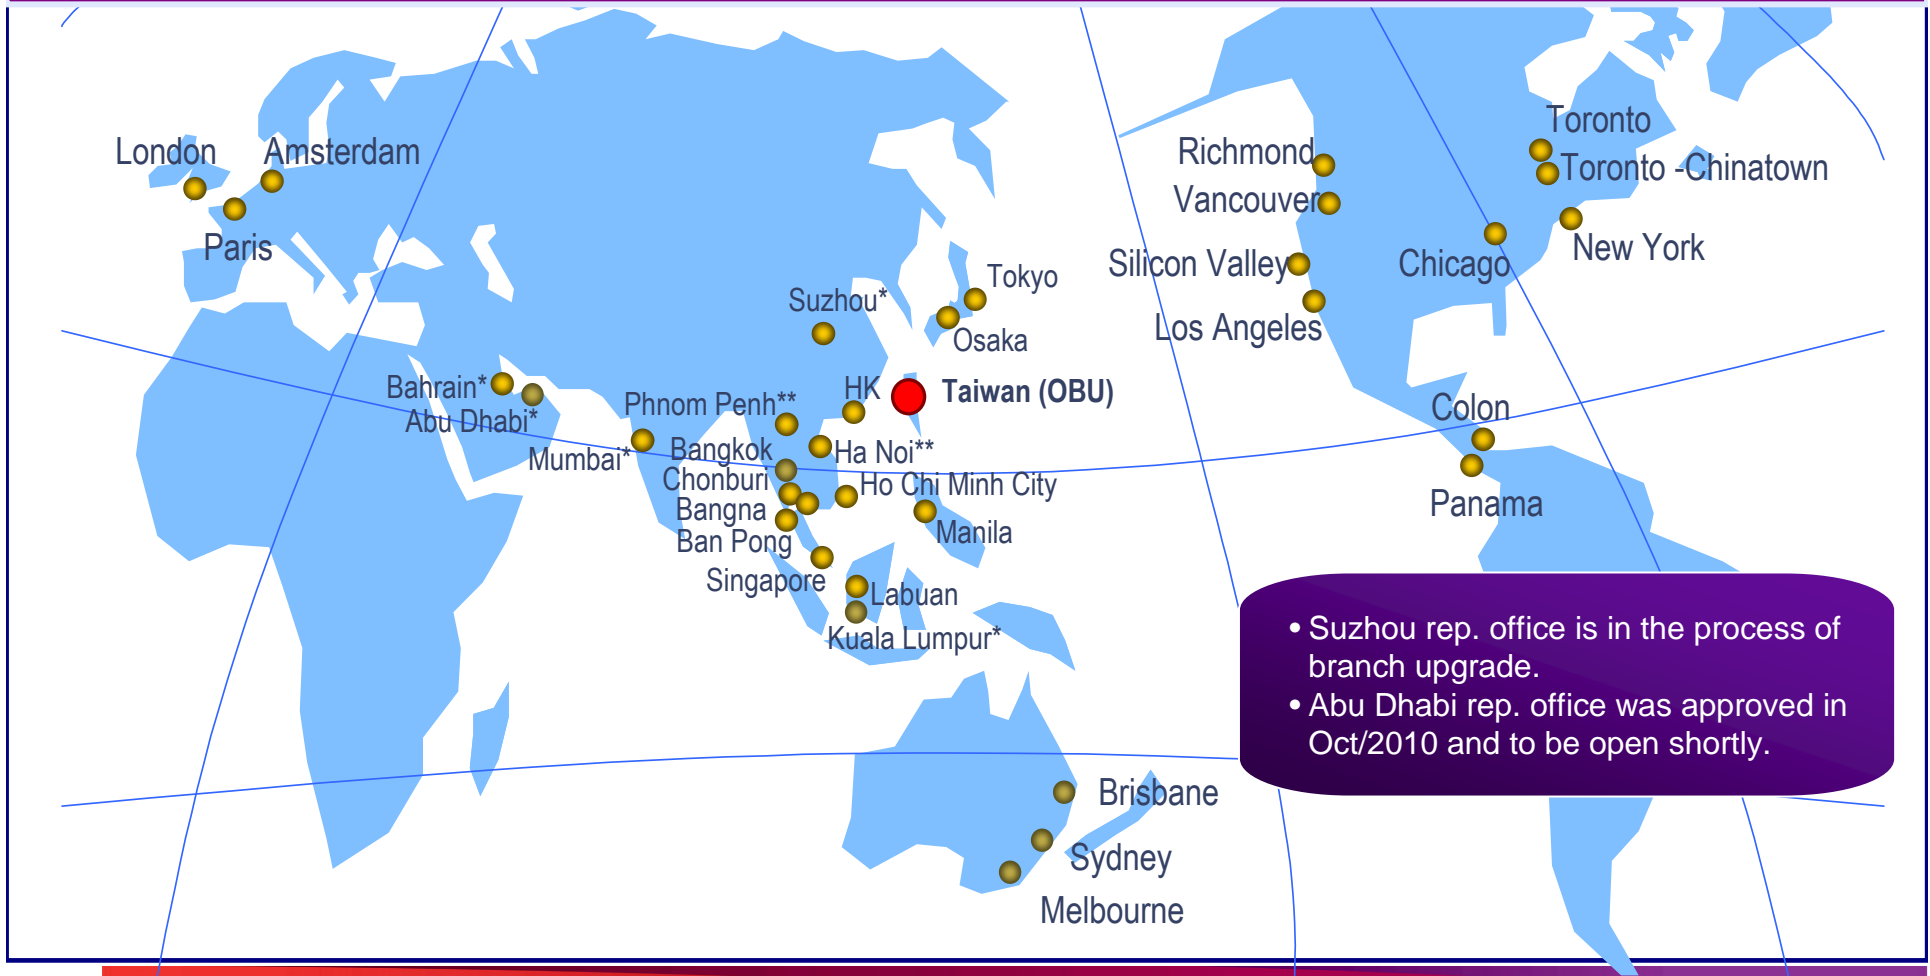 London
Amsterdam
Paris
Toronto
Richmond
Toronto -Chinatown
Vancouver
New York
Silicon Valley
Chicago
Los Angeles
Tokyo
Suzhou*
Osaka
Bahrain*
Abu Dhabi*
HK
Taiwan (OBU)
Phnom Penh**
Mumbai*
Bangkok
Ha Noi**
Chonburi
Ho Chi Minh City
Bangna
Manila
Ban Pong
Singapore
Labuan
Kuala Lumpur*
Colon
Panama
• Suzhou rep. office is in the process of
branch upgrade.
• Abu Dhabi rep. office was approved in
Oct/2010 and to be open shortly.
Brisbane
Sydney
Melbourne